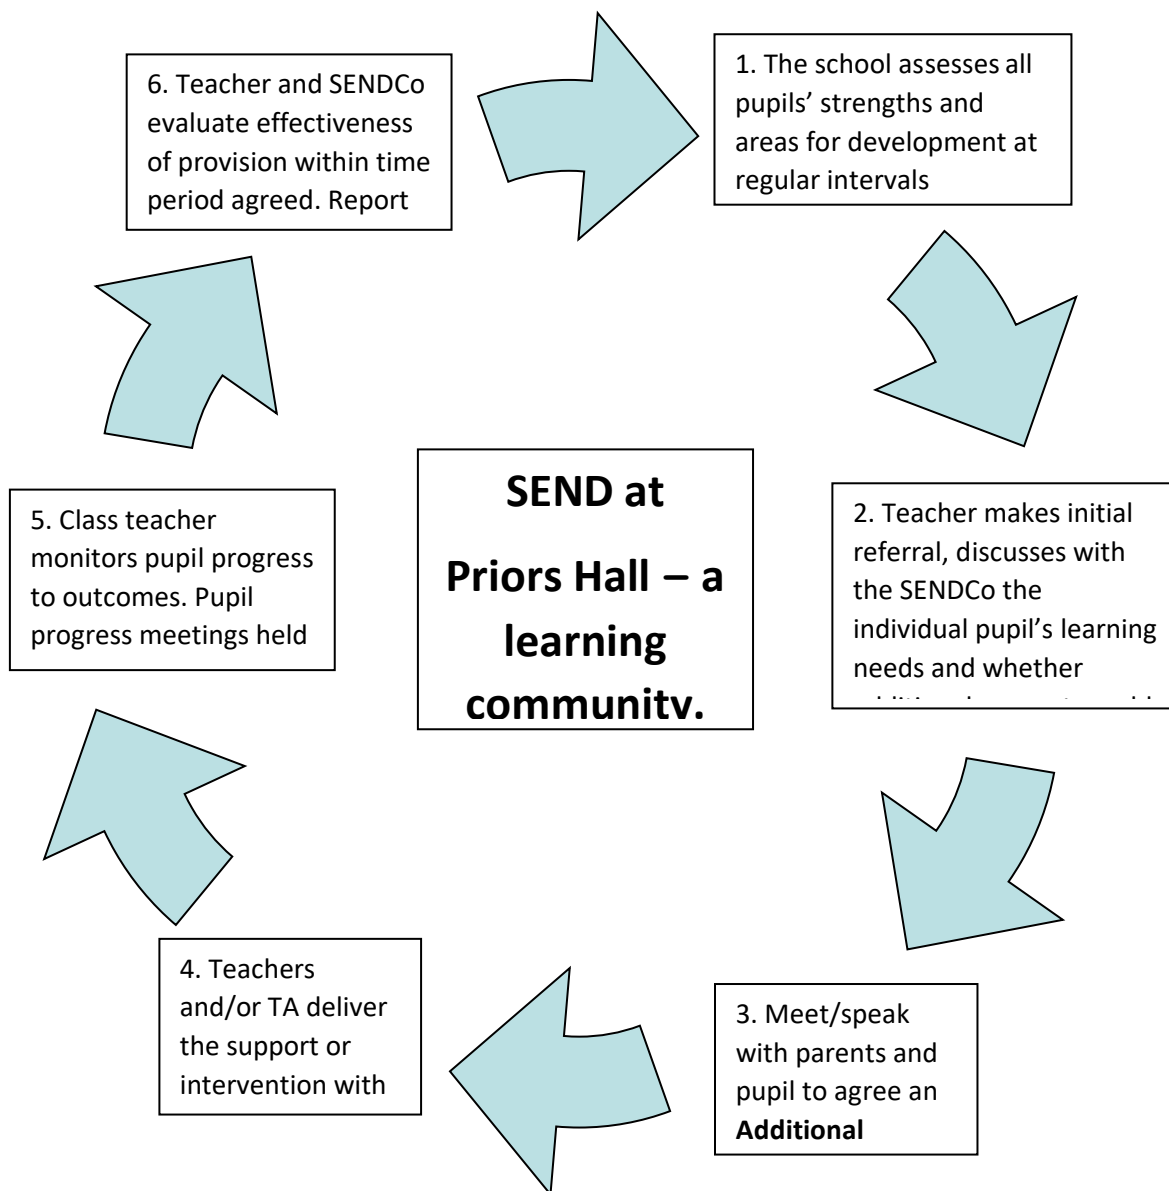 6. Teacher and SENDCo
evaluate effectiveness
of provision within time
period agreed. Report
1. The school assesses all
pupils’ strengths and
areas for development at
regular intervals
SEND at
Priors Hall – a
learning
community.
5. Class teacher
monitors pupil progress
to outcomes. Pupil
progress meetings held
2. Teacher makes initial
referral, discusses with
the SENDCo the
individual pupil’s learning
needs and whether
4. Teachers
and/or TA deliver
the support or
intervention with
3. Meet/speak
with parents and
pupil to agree an
Additional